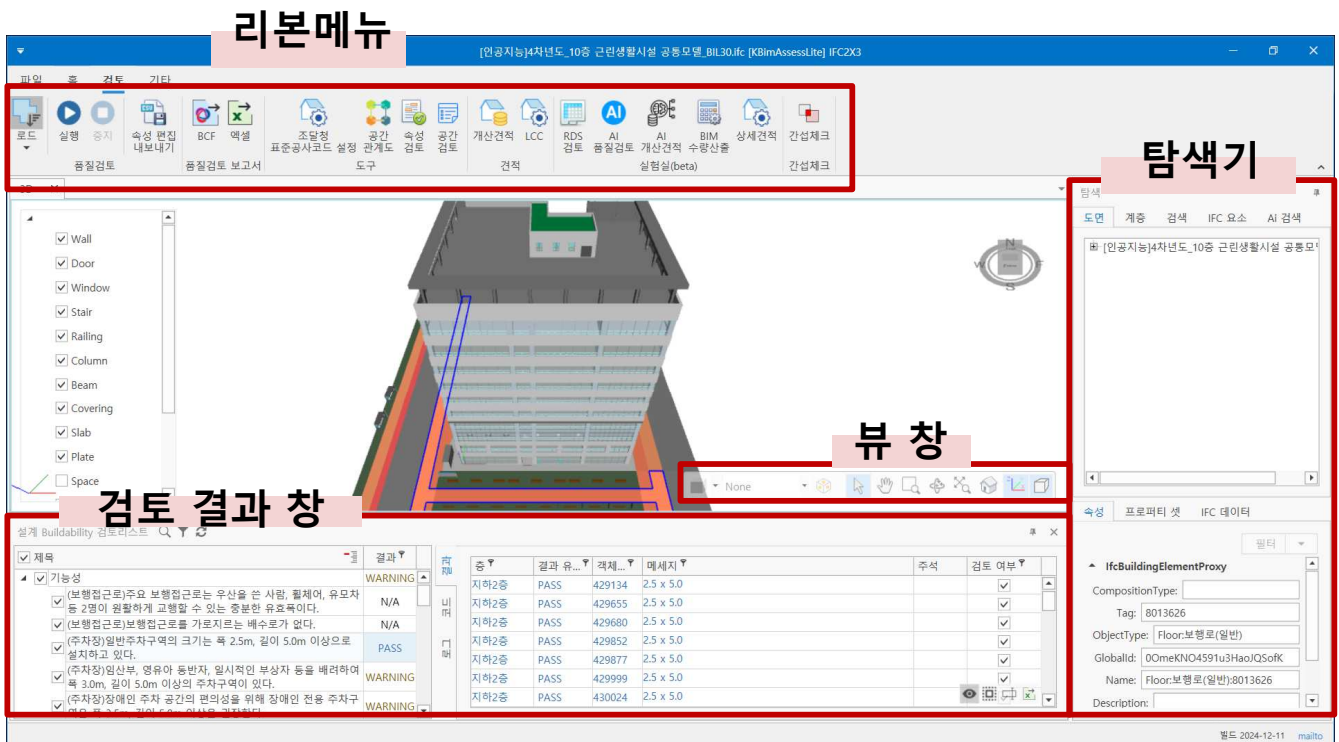 리본메뉴
[인공지능]4차년도_10층 근린생활시설 공통모델_BIL30.ifc [KBimAssessLite] IFC2X3
파일 홈 검토 기타
로드 실행 중지 속성 편집 내보내기 BCF 엑셀 조달청 표준공사코드 설정 공간 관계도 속성 검토 공간 검토 개산견적 LCC RDS 검토 AI 품질검토 AI 개산견적 BIM 수량산출 상세견적 간섭체크
품질검토 품질검토 보고서 도구 견적 실험실(beta) 간섭체크
탐색기
3D
탐색
도면 계층 검색 IFC 요소 AI 검색
[인공지능]4차년도_10층 근린생활시설 공통모
Wall
Door
Window
Stair
Railing
Column
Beam
Covering
Slab
Plate
Space
N
W
S
뷰 창
None
검토 결과 창
설계 Buildability 검토리스트
제목 결과
기능성 WARNING
(보행접근로)주요 보행접근로는 우산을 쓴 사람, 휠체어, 유모차
등 2명이 원활하게 교행할 수 있는 충분한 유효폭이다. N/A
(보행접근로)보행접근로를 가로지르는 배수로가 없다. N/A
(주차장)일반주차구역의 크기는 폭 2.5m, 길이 5.0m 이상으로
설치하고 있다. PASS
(주차장)임산부, 영유아 동반자, 일시적인 부상자 등을 배려하여
폭 3.0m, 길이 5.0m 이상의 주차구역이 있다. WARNING
(주차장)장애인 주차 공간의 편의성을 위해 장애인 전용 주차구
WARNING
결과
비고
로그
층 결과 유... 객체... 메세지 주석 검토 여부
지하2층 PASS 429134 2.5 x 5.0
지하2층 PASS 429655 2.5 x 5.0
지하2층 PASS 429680 2.5 x 5.0
지하2층 PASS 429852 2.5 x 5.0
지하2층 PASS 429877 2.5 x 5.0
지하2층 PASS 429999 2.5 x 5.0
지하2층 PASS 430024 2.5 x 5.0
속성 프로퍼티 셋 IFC 데이터
필터
IfcBuildingElementProxy
CompositionType:
Tag: 8013626
ObjectType: Floor:보행로(일반)
GlobalId: 0OmeKNO4591u3HaoJQSofK
Name: Floor:보행로(일반):8013626
Description:
빌드 2024-12-11 mailto